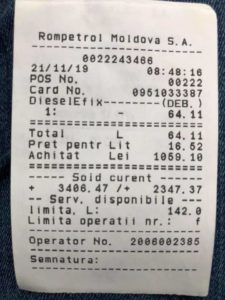 Rompetrol Moldova S.A.
0022243466
21/11/19 08:48:16
POS No. 00222
Card No. 0951033387
DieselEfix--------(DEB.)
1: - 64.11
Total L 64.11
Pret pentr Lit 16.52
Achitat Lei 1059.10
----- Sold curent -----
+ 3406.47 /+ 2347.37
-- Serv. disponibile --
limita, L: 142.0
Limita operatii nr.: f
Operator No. 2006002385
Semnatura: